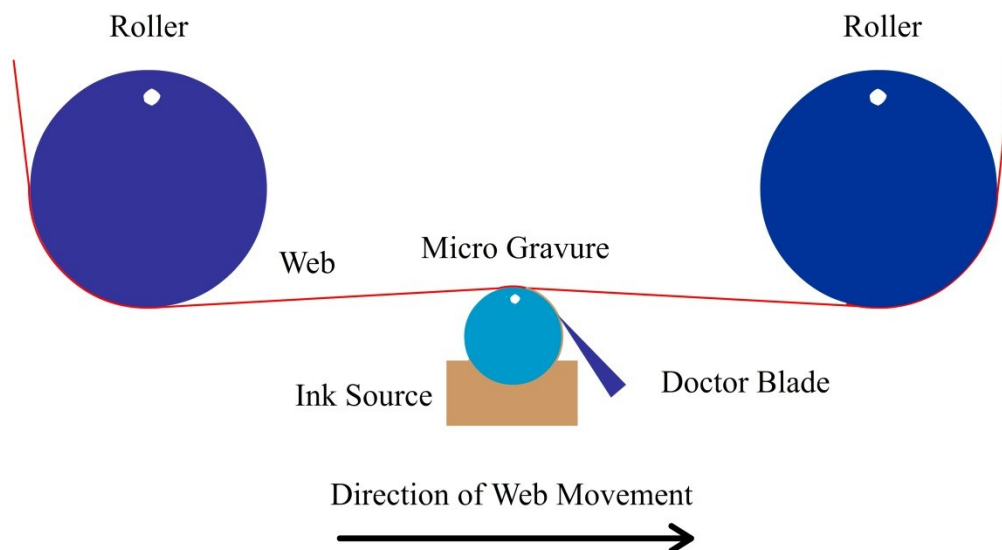 Roller
Roller
Micro Gravure
Web
Ink Source
Doctor Blade
Direction of Web Movement